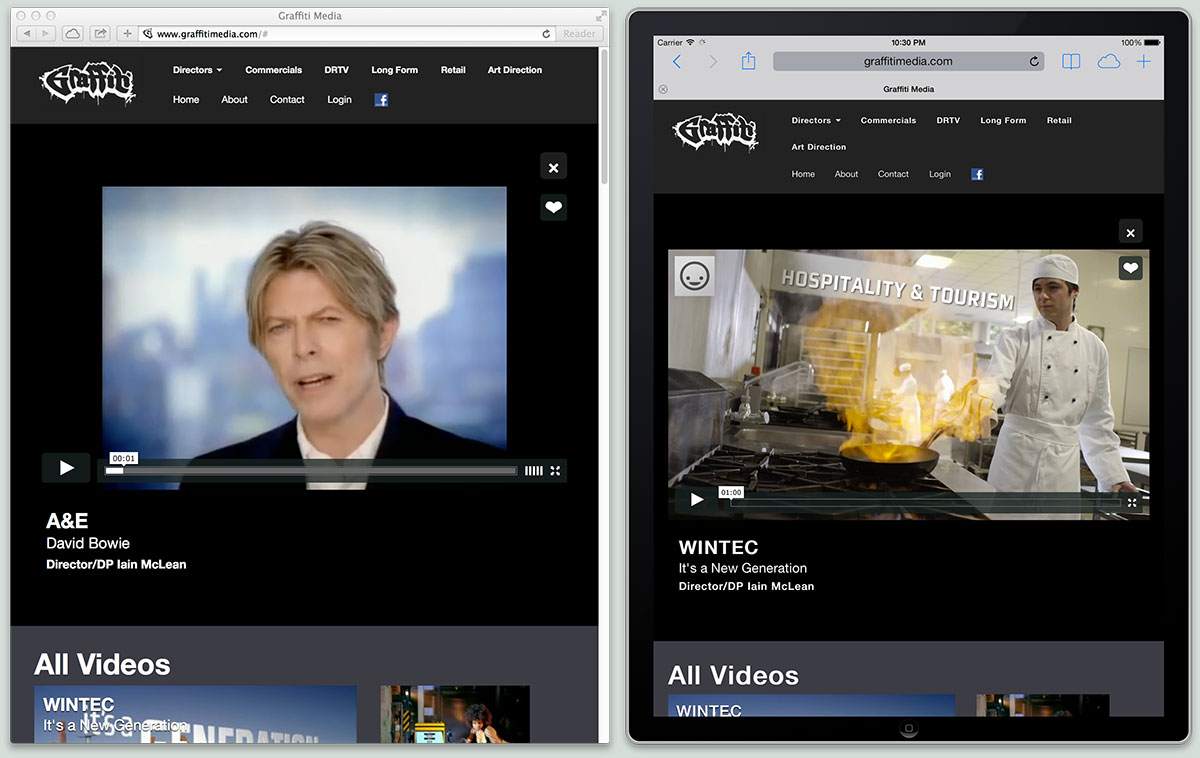 Graffiti Media
www.graffitimedia.com/#
Reader
Graffiti
Directors Commercials DRTV Long Form Retail Art Direction
Home About Contact Login f
00:01
A&E
David Bowie
Director/DP Iain McLean
All Videos
WINTEC
It's a New Generation
IT'S A GENERATION
Carrier 10:30 PM 100%
graffitimedia.com
Graffiti Media
Graffiti
Directors Commercials DRTV Long Form Retail
Art Direction
Home About Contact Login f
HOSPITALITY & TOURISM
01:00
WINTEC
It's a New Generation
Director/DP Iain McLean
All Videos
WINTEC